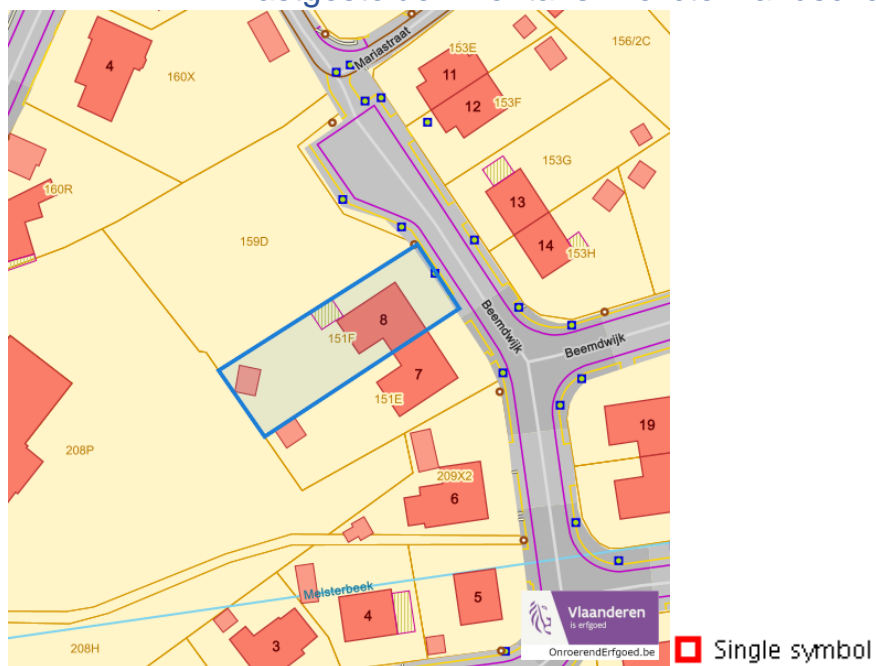 Mariastraat
153E
156/2C
4
160X
11
12
153F
153G
160R
13
14
153H
159D
Beemdwijk
Beemdwijk
8
151F
7
151E
19
208P
209X2
6
Meisterbeek
4
5
3
208H
Vlaanderen
is erfgoed
OnroerendErfgoed.be
Single symbol